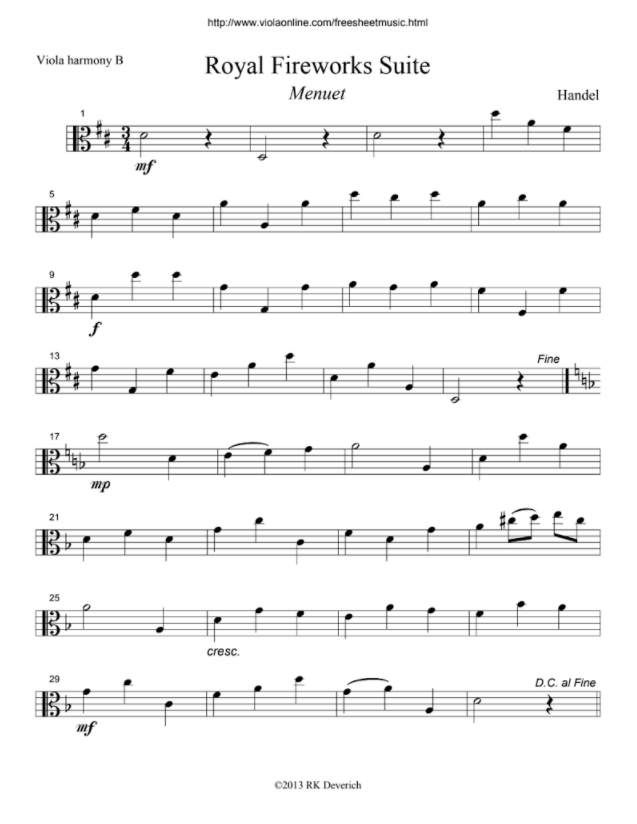 http://www.violaonline.com/freesheetmusic.html
Viola harmony B
Royal Fireworks Suite
Menuet
Handel
1
3
4
mf
5
9
f
13
Fine
17
mp
21
25
cresc.
29
D.C. al Fine
mf
©2013 RK Deverich